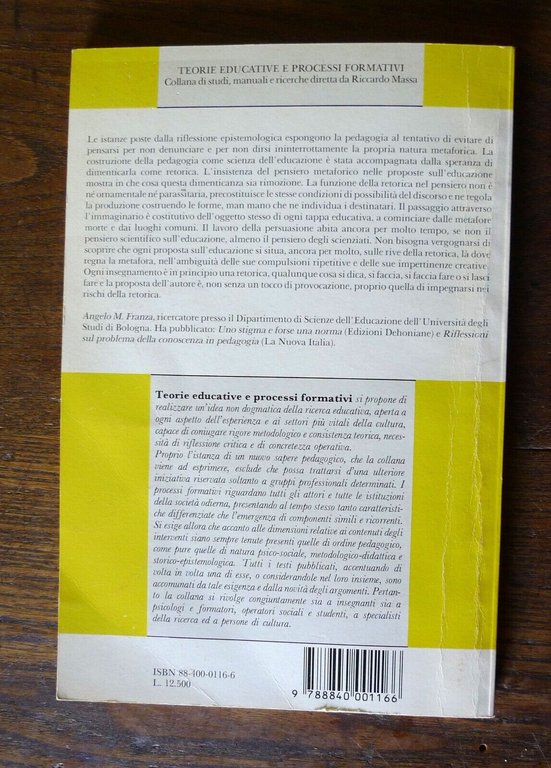 TEORIE EDUCATIVE E PROCESSI FORMATIVI
Collana di studi, manuali e ricerche diretta da Riccardo Massa
Le istanze poste dalla riflessione epistemologica espongono la pedagogia al tentativo di evitare di
pensarsi per non denunciare e per non dirsi ininterrottamente la propria natura metaforica. La
costruzione della pedagogia come scienza dell'educazione è stata accompagnata dalla speranza di
dimenticarla come retorica. L'insistenza del pensiero metaforico nelle proposte sull'educazione
mostra in che cosa questa dimenticanza sia rimozione. La funzione della retorica nel pensiero non è
né ornamentale né parassitaria, precostituisce le stesse condizioni di possibilità del discorso e ne regola
la produzione costruendo le forme, man mano che ne individua i destinatari. Il passaggio attraverso
l'immaginario è costitutivo dell'oggetto stesso di ogni tappa educativa, a cominciare dalle metafore
morte e dai luoghi comuni. Il lavoro della persuasione abita ancora per molto tempo, se non il
pensiero scientifico sull'educazione, almeno il pensiero degli scienziati. Non bisogna vergognarsi di
scoprire che ogni proposta sull'educazione si situa, ancora per molto, sulle rive della retorica, là dove
regna la metafora, nell'ambiguità delle sue compulsioni ripetitive e delle sue impertinenze creative.
Ogni insegnamento è in principio una retorica, qualunque cosa si dica, si faccia, si faccia fare o si lasci
fare e la proposta dell'autore è, non senza un tocco di provocazione, proprio quella di impegnarsi nei
rischi della retorica.
Angelo M. Franza, ricercatore presso il Dipartimento di Scienze dell'Educazione dell'Università degli
Studi di Bologna. Ha pubblicato: Uno stigma e forse una norma (Edizioni Dehoniane) e Riflessioni
sul problema della conoscenza in pedagogia (La Nuova Italia).
Teorie educative e processi formativi si propone di
realizzare un'idea non dogmatica della ricerca educativa, aperta a
ogni aspetto dell'esperienza e ai settori più vitali della cultura,
capace di coniugare rigore metodologico e consistenza teorica, neces-
sità di riflessione critica e di concretezza operativa.
Proprio l'istanza di un nuovo sapere pedagogico, che la collana
viene ad esprimere, esclude che possa trattarsi d'una ulteriore
iniziativa riservata soltanto a gruppi professionali determinati. I
processi formativi riguardano tutti gli attori e tutte le istituzioni
della società odierna, presentando al tempo stesso tanto caratteristi-
che differenziate che l'emergenza di componenti simili e ricorrenti.
Si esige allora che accanto alle dimensioni relative ai contenuti degli
interventi siano sempre tenute presenti quelle di ordine pedagogico,
come pure quelle di natura psico-sociale, metodologico-didattica e
storico-epistemologica. Tutti i testi pubblicati, accentuando di
volta in volta una di esse, o considerandole nel loro insieme, sono
accomunati da tale esigenza e dalla novità degli argomenti. Pertan-
to la collana si rivolge congiuntamente sia a insegnanti sia a
psicologi e formatori, operatori sociali e studenti, a specialisti
della ricerca ed a persone di cultura.
ISBN 88-400-0116-6
L. 12.500
9 788840 001166